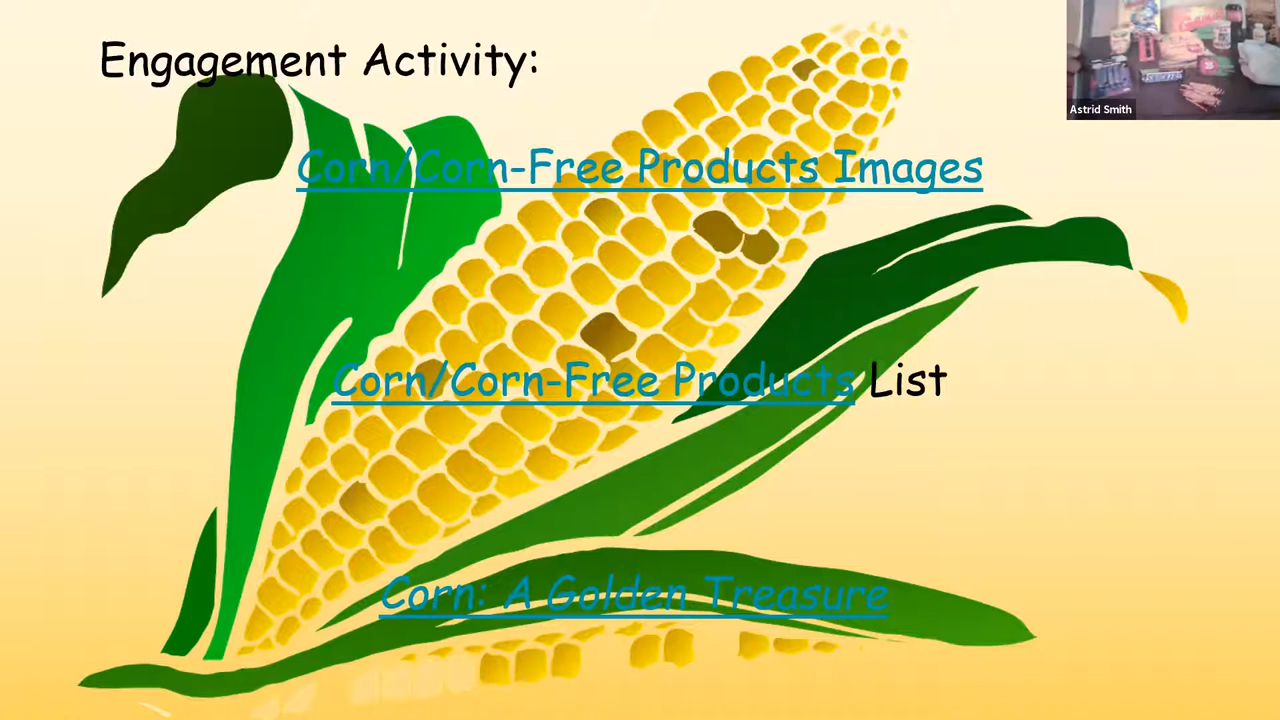 Engagement Activity:
Astrid Smith
Corn/Corn-Free Products Images
Corn/Corn-Free Products List
Corn: A Golden Treasure